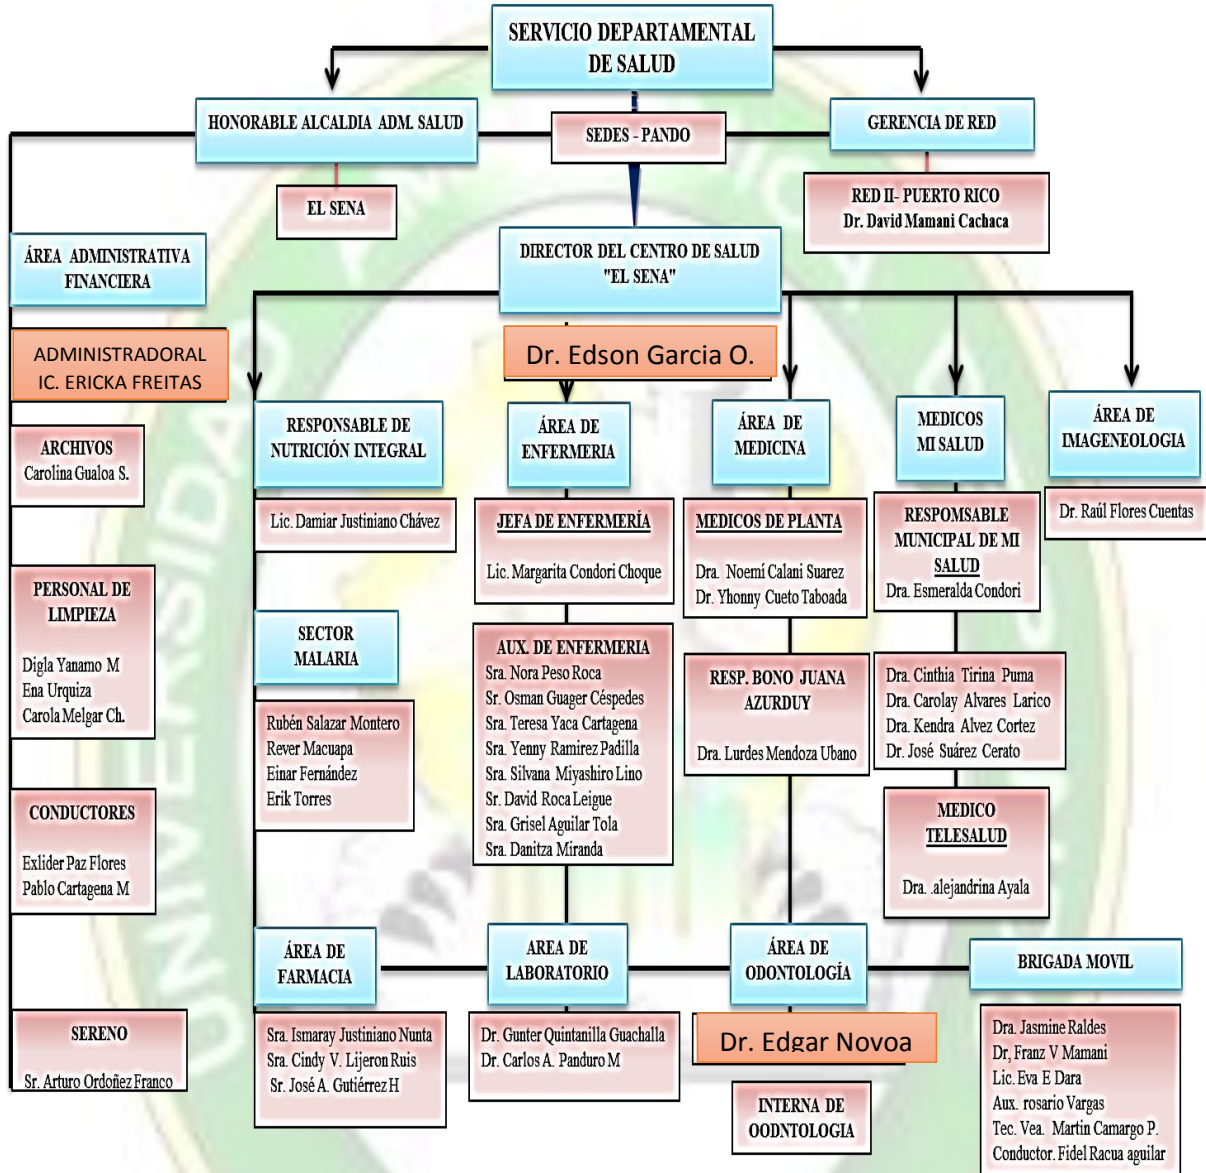 SERVICIO DEPARTAMENTAL
DE SALUD
HONORABLE ALCALDIA ADM. SALUD
SEDES - PANDO
GERENCIA DE RED
EL SENA
RED II- PUERTO RICO
Dr. David Mamani Cachaca
ÁREA ADMINISTRATIVA
FINANCIERA
DIRECTOR DEL CENTRO DE SALUD
"EL SENA"
ADMINISTRADORAL
IC. ERICKA FREITAS
Dr. Edson Garcia O.
ARCHIVOS
Carolina Gualoa S.
PERSONAL DE
LIMPIEZA
Digla Yanamo M
Ena Urquiza
Carola Melgar Ch.
CONDUCTORES
Exlider Paz Flores
Pablo Cartagena M
SERENO
Sr. Arturo Ordoñez Franco
RESPONSABLE DE
NUTRICIÓN INTEGRAL
Lic. Damiar Justiniano Chávez
SECTOR
MALARIA
Rubén Salazar Montero
Rever Macuapa
Einar Fernández
Erik Torres
ÁREA DE
ENFERMERIA
JEFA DE ENFERMERÍA
Lic. Margarita Condori Choque
AUX. DE ENFERMERIA
Sra. Nora Peso Roca
Sr. Osman Guager Céspedes
Sra. Teresa Yaca Cartagena
Sra. Yenny Ramirez Padilla
Sra. Silvana Miyashiro Lino
Sr. David Roca Leigue
Sra. Grisel Aguilar Tola
Sra. Danitza Miranda
ÁREA DE
MEDICINA
MEDICOS DE PLANTA
Dra. Noemí Calani Suarez
Dr. Yhonny Cueto Taboada
RESP. BONO JUANA
AZURDUY
Dra. Lurdes Mendoza Ubano
MEDICOS
MI SALUD
RESPOMSABLE
MUNICIPAL DE MI
SALUD
Dra. Esmeralda Condori
Dra. Cinthia Tirina Puma
Dra. Carolay Alvares Larico
Dra. Kendra Alvez Cortez
Dr. José Suárez Cerato
MEDICO
TELESALUD
Dra. .alejandrina Ayala
ÁREA DE
IMAGENEOLOGIA
Dr. Raúl Flores Cuentas
ÁREA DE
FARMACIA
Sra. Ismaray Justiniano Nunta
Sra. Cindy V. Lijeron Ruis
Sr. José A. Gutiérrez H
AREA DE
LABORATORIO
Dr. Gunter Quintanilla Guachalla
Dr. Carlos A. Panduro M
ÁREA DE
ODONTOLOGÍA
Dr. Edgar Novoa
INTERNA DE
OODNTOLOGIA
BRIGADA MOVIL
Dra. Jasmine Raldes
Dr, Franz V Mamani
Lic. Eva E Dara
Aux. rosario Vargas
Tec. Vea. Martin Camargo P.
Conductor. Fidel Racua aguilar
UNIVERSIDAD